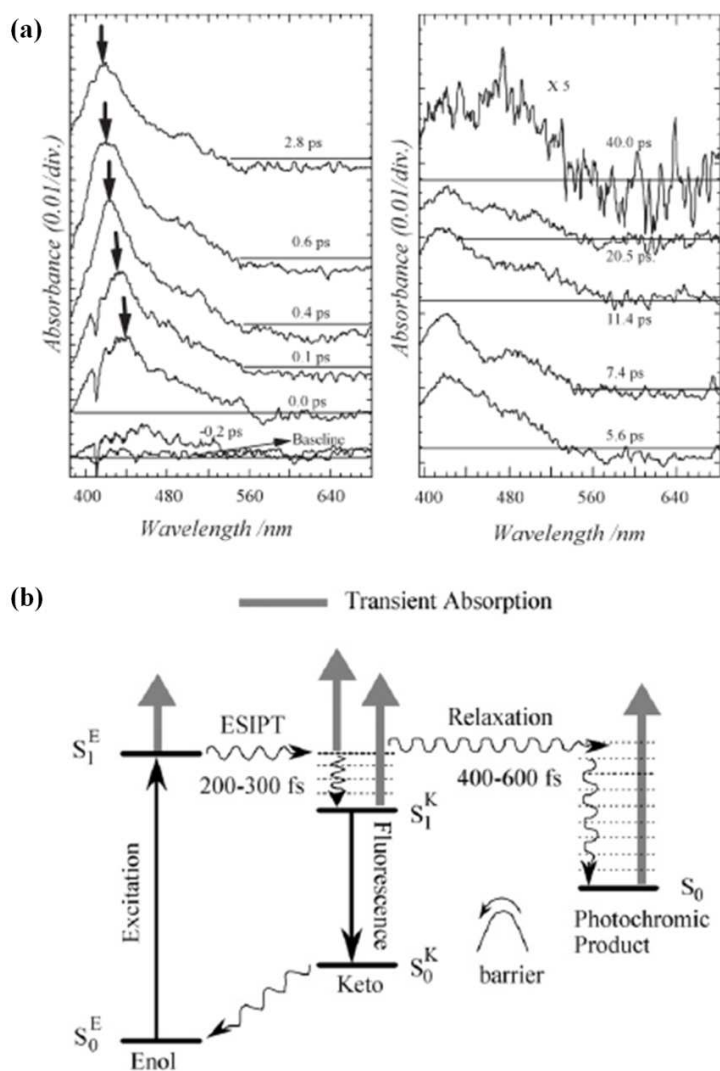 (a)
2.8 ps
0.6 ps
0.4 ps
0.1 ps
0.0 ps
-0.2 ps
Baseline
Absorbance (0.01/div.)
400 480 560 640
Wavelength /nm
X 5
40.0 ps
20.5 ps.
11.4 ps
7.4 ps
5.6 ps
Absorbance (0.01/div.)
400 480 560 640
Wavelength /nm
(b)
Transient Absorption
S₁ᴱ
ESIPT
200-300 fs
Relaxation
400-600 fs
S₁ᴷ
Excitation
Fluorescence
S₀
Photochromic
Product
barrier
S₀ᴷ
Keto
S₀ᴱ
Enol